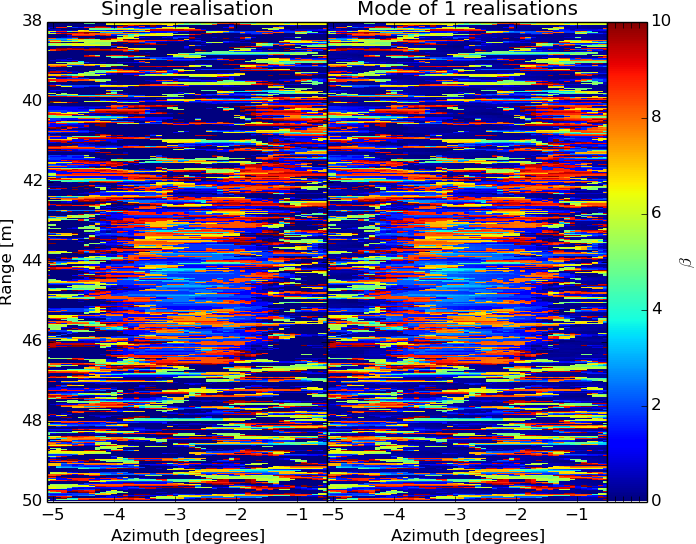 Single realisation
Mode of 1 realisations
38
40
42
44
46
48
50
Range [m]
−5 −4 −3 −2 −1
−5 −4 −3 −2 −1
Azimuth [degrees]
Azimuth [degrees]
10
8
6
4
2
0
β